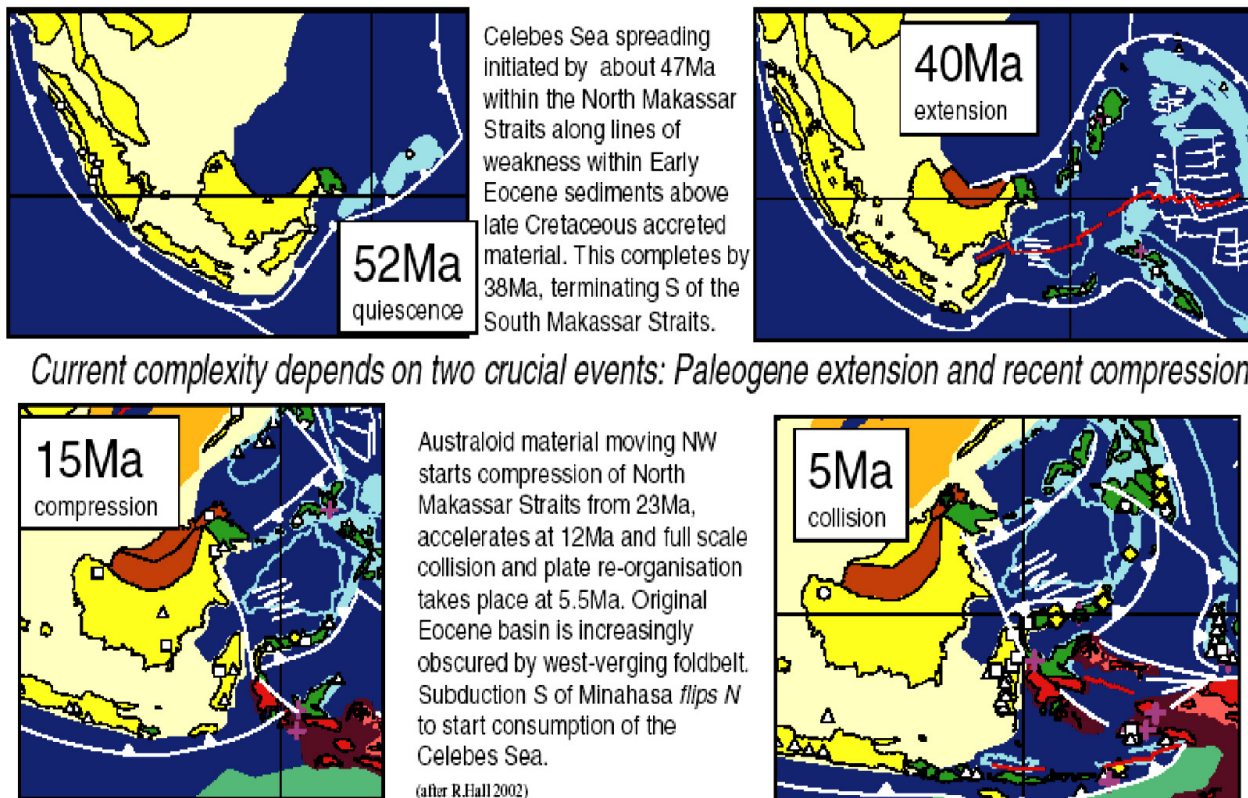 Celebes Sea spreading
initiated by about 47Ma
within the North Makassar
Straits along lines of
weakness within Early
Eocene sediments above
late Cretaceous accreted
material. This completes by
38Ma, terminating S of the
South Makassar Straits.
52Ma
quiescence
40Ma
extension
Current complexity depends on two crucial events: Paleogene extension and recent compression
15Ma
compression
Australoid material moving NW
starts compression of North
Makassar Straits from 23Ma,
accelerates at 12Ma and full scale
collision and plate re-organisation
takes place at 5.5Ma. Original
Eocene basin is increasingly
obscured by west-verging foldbelt.
Subduction S of Minahasa flips N
to start consumption of the
Celebes Sea.
(after R.Hall 2002)
5Ma
collision